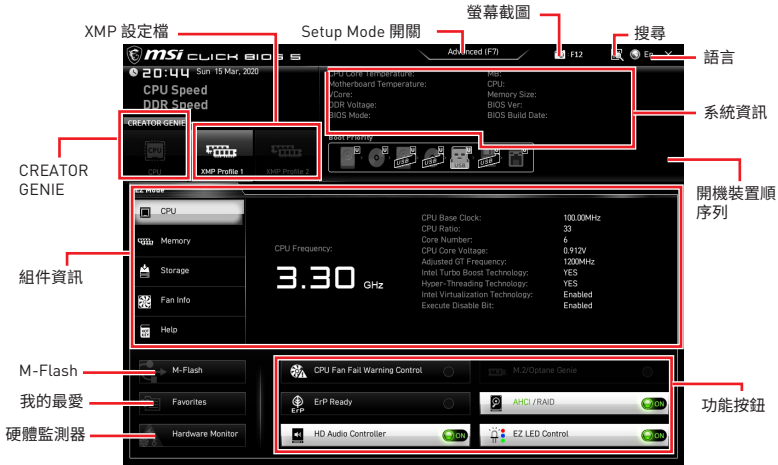 XMP 設定檔
Setup Mode 開關
螢幕截圖
搜尋
語言
系統資訊
開機裝置順
序列
功能按鈕
CREATOR
GENIE
組件資訊
M-Flash
我的最愛
硬體監測器
msi CLICK BIOS 5
Advanced (F7)
F12
En
20:44 Sun 15 Mar, 2020
CPU Speed
DDR Speed
CPU Core Temperature:
Motherboard Temperature:
VCore:
DDR Voltage:
BIOS Mode:
MB:
CPU:
Memory Size:
BIOS Ver:
BIOS Build Date:
CREATOR GENIE
CPU
CPU
XMP Profile 1
XMP Profile 2
Boot Priority
U
U
USB U
USB U
USB U
USB U
USB U
U
EZ Mode
CPU
Memory
Storage
Fan Info
Help
CPU Frequency:
3.30 GHz
CPU Base Clock: 100.00MHz
CPU Ratio: 33
Core Number: 6
CPU Core Voltage: 0.912V
Adjusted GT Frequency: 1200MHz
Intel Turbo Boost Technology: YES
Hyper-Threading Technology: YES
Intel Virtualization Technology: Enabled
Execute Disable Bit: Enabled
M-Flash
Favorites
Hardware Monitor
CPU Fan Fail Warning Control
M.2/Optane Genie
ErP
ErP Ready
AHCI /RAID
ON
HD Audio Controller
ON
EZ LED Control
ON